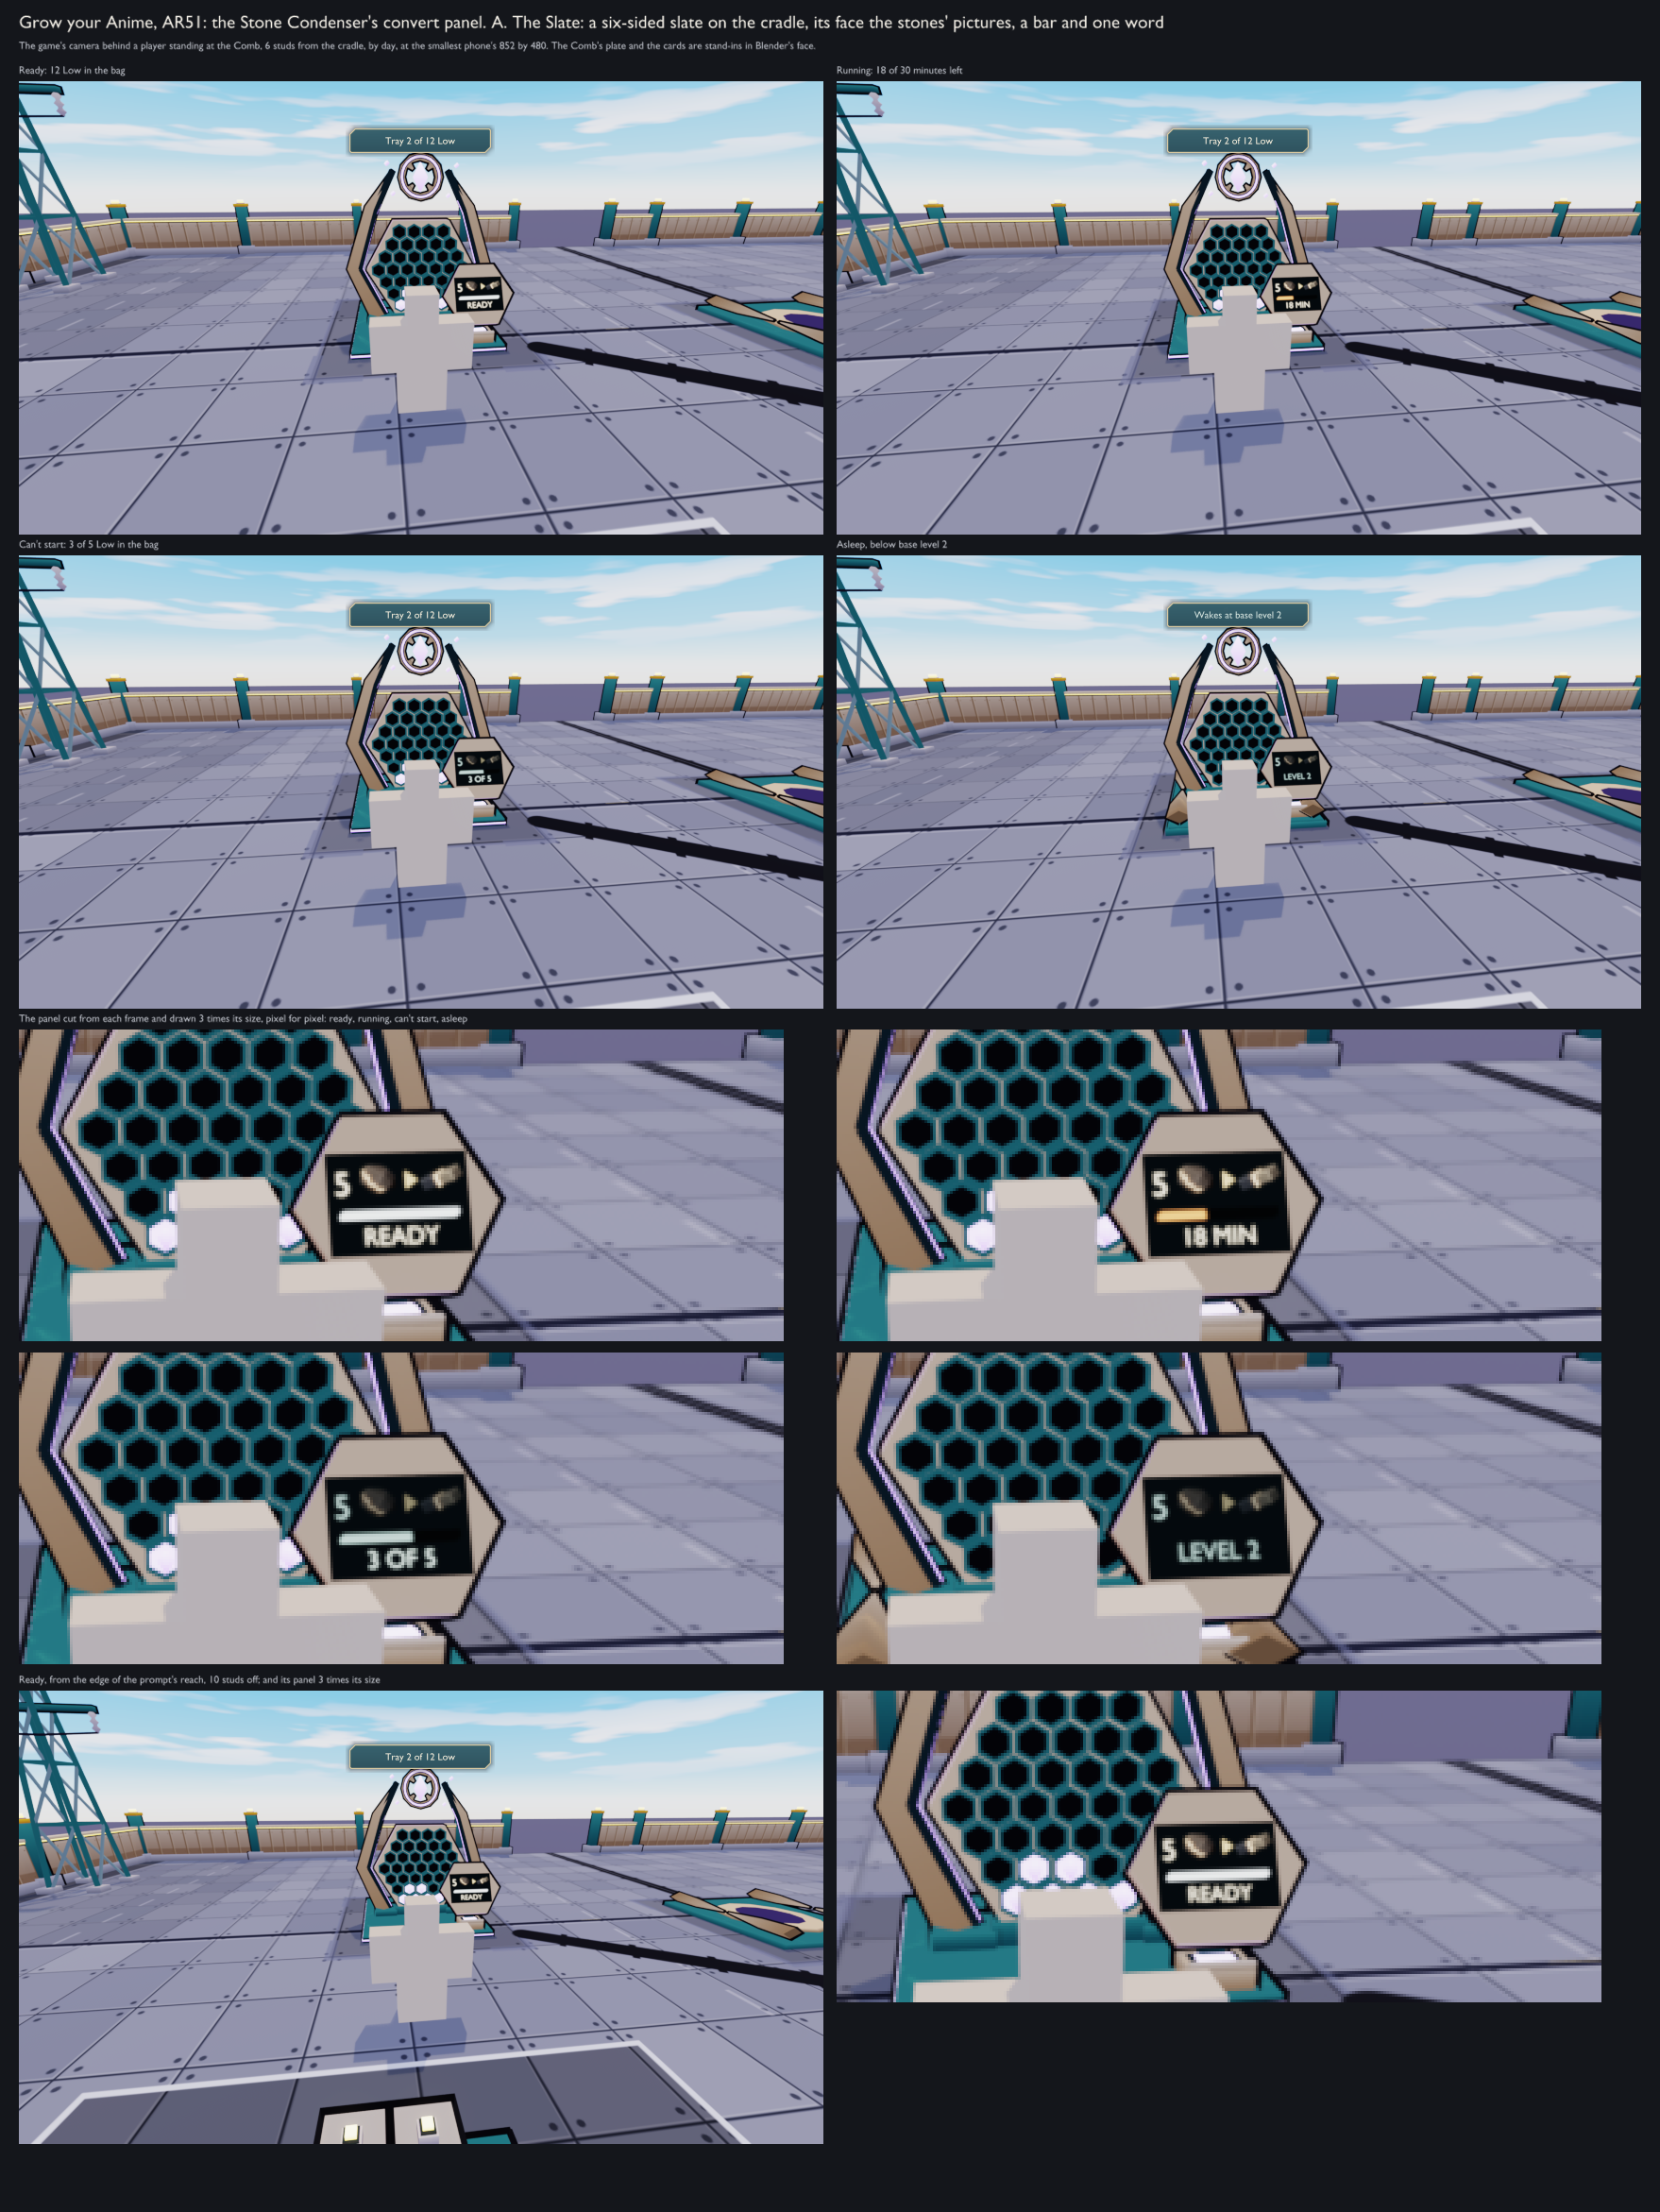 Grow your Anime, AR51: the Stone Condenser's convert panel. A. The Slate: a six-sided slate on the cradle, its face the stones' pictures, a bar and one word
The game's camera behind a player standing at the Comb, 6 studs from the cradle, by day, at the smallest phone's 852 by 480. The Comb's plate and the cards are stand-ins in Blender's face.
Ready: 12 Low in the bag
Running: 18 of 30 minutes left
Tray 2 of 12 Low
5
READY
Tray 2 of 12 Low
5
18 MIN
Can't start: 3 of 5 Low in the bag
Asleep, below base level 2
Tray 2 of 12 Low
5
3 OF 5
Wakes at base level 2
5
LEVEL 2
The panel cut from each frame and drawn 3 times its size, pixel for pixel: ready, running, can't start, asleep
5
READY
5
18 MIN
5
3 OF 5
5
LEVEL 2
Ready, from the edge of the prompt's reach, 10 studs off; and its panel 3 times its size
Tray 2 of 12 Low
5
READY
5
READY